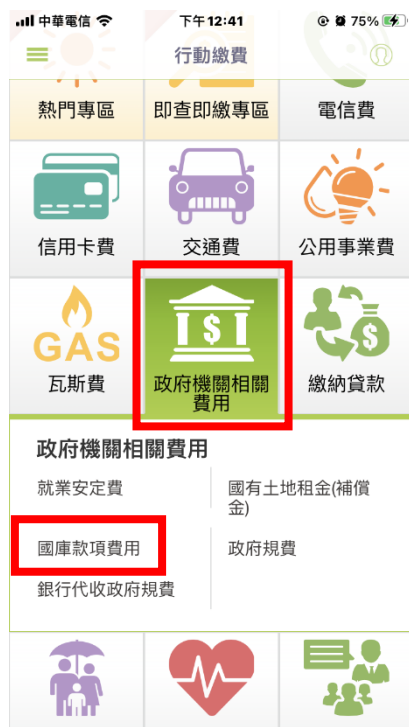 中華電信 下午12:41 75%
行動繳費
熱門專區 即查即繳專區 電信費
信用卡費 交通費 公用事業費
GAS $ $
瓦斯費 政府機關相關費用 繳納貸款
政府機關相關費用
就業安定費 國有土地租金(補償金)
國庫款項費用 政府規費
銀行代收政府規費